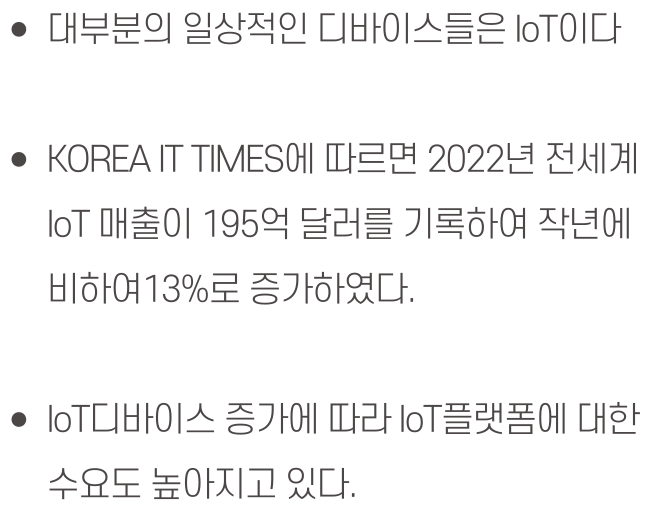 • 대부분의 일상적인 디바이스들은 IoT이다
• KOREA IT TIMES에 따르면 2022년 전세계
IoT 매출이 195억 달러를 기록하여 작년에
비하여13%로 증가하였다.
• IoT디바이스 증가에 따라 IoT플랫폼에 대한
수요도 높아지고 있다.